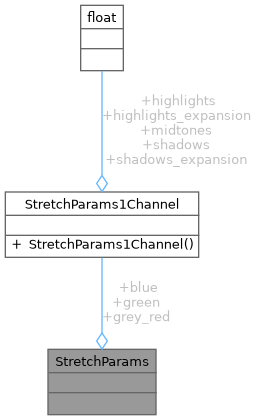 float
+highlights
+highlights_expansion
+midtones
+shadows
+shadows_expansion
StretchParams1Channel
+ StretchParams1Channel()
+blue
+green
+grey_red
StretchParams